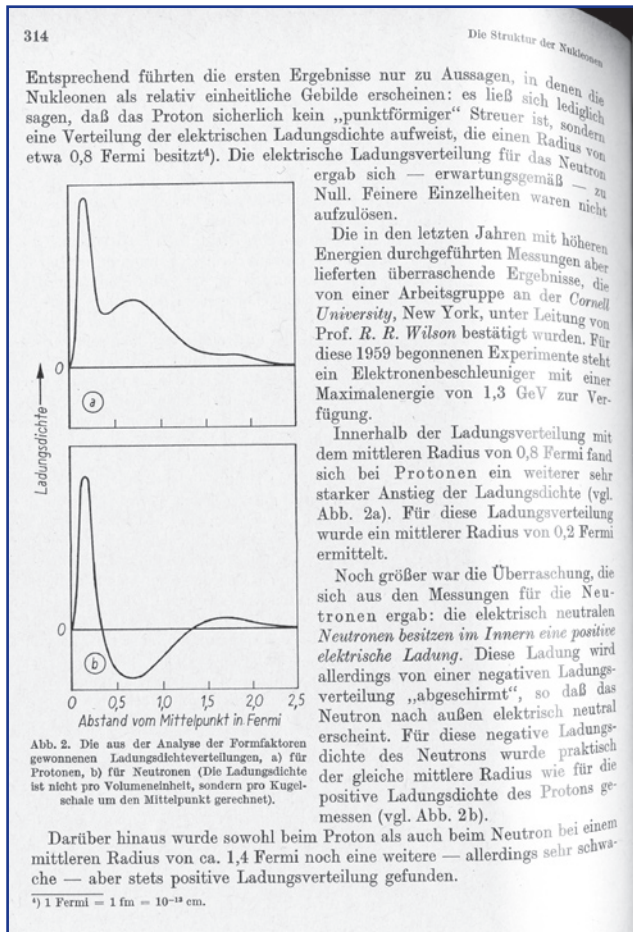 314
Die Struktur der Nukleonen
Entsprechend führten die ersten Ergebnisse nur zu Aussagen, in denen die
Nukleonen als relativ einheitliche Gebilde erscheinen: es ließ sich lediglich
sagen, daß das Proton sicherlich kein „punktförmiger“ Streuer ist, sondern
eine Verteilung der elektrischen Ladungsdichte aufweist, die einen Radius von
etwa 0,8 Fermi besitzt⁴). Die elektrische Ladungsverteilung für das Neutron
ergab sich — erwartungsgemäß — zu
Null. Feinere Einzelheiten waren nicht
aufzulösen.
Die in den letzten Jahren mit höheren
Energien durchgeführten Messungen aber
lieferten überraschende Ergebnisse, die
von einer Arbeitsgruppe an der Cornell
University, New York, unter Leitung von
Prof. R. R. Wilson bestätigt wurden. Für
diese 1959 begonnenen Experimente steht
ein Elektronenbeschleuniger mit einer
Maximalenergie von 1,3 GeV zur Ver-
fügung.
Innerhalb der Ladungsverteilung mit
dem mittleren Radius von 0,8 Fermi fand
sich bei Protonen ein weiterer sehr
starker Anstieg der Ladungsdichte (vgl.
Abb. 2a). Für diese Ladungsverteilung
wurde ein mittlerer Radius von 0,2 Fermi
ermittelt.
Noch größer war die Überraschung, die
sich aus den Messungen für die Neu-
tronen ergab: die elektrisch neutralen
Neutronen besitzen im Innern eine positive
elektrische Ladung. Diese Ladung wird
allerdings von einer negativen Ladungs-
verteilung „abgeschirmt“, so daß das
Neutron nach außen elektrisch neutral
erscheint. Für diese negative Ladungs-
dichte des Neutrons wurde praktisch
der gleiche mittlere Radius wie für die
positive Ladungsdichte des Protons ge-
messen (vgl. Abb. 2b).
0
a
Ladungsdichte
0
b
0 0,5 1,0 1,5 2,0 2,5
Abstand vom Mittelpunkt in Fermi
Abb. 2. Die aus der Analyse der Formfaktoren
gewonnenen Ladungsdichteverteilungen, a) für
Protonen, b) für Neutronen (Die Ladungsdichte
ist nicht pro Volumeneinheit, sondern pro Kugel-
schale um den Mittelpunkt gerechnet).
Darüber hinaus wurde sowohl beim Proton als auch beim Neutron bei einem
mittleren Radius von ca. 1,4 Fermi noch eine weitere — allerdings sehr schwa-
che — aber stets positive Ladungsverteilung gefunden.
⁴) 1 Fermi = 1 fm = 10⁻¹³ cm.